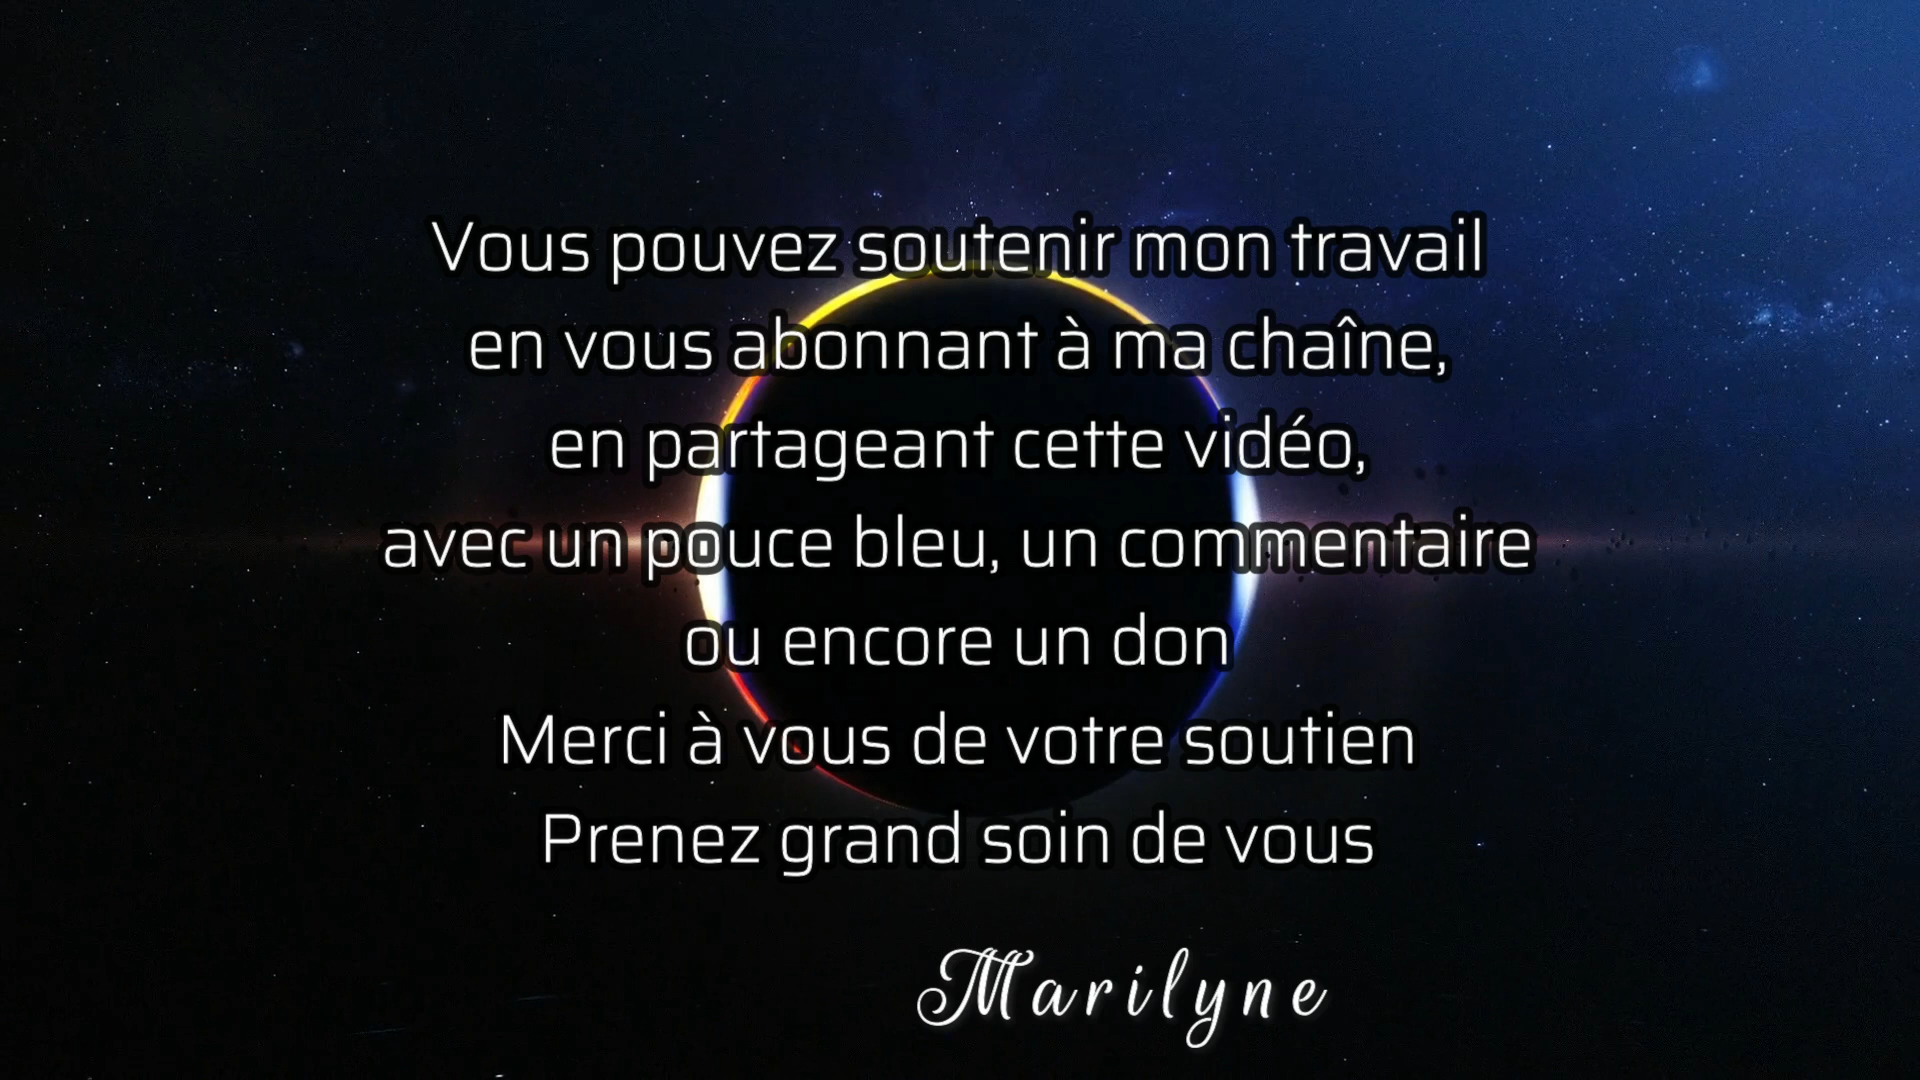 Vous pouvez soutenir mon travail
en vous abonnant à ma chaîne,
en partageant cette vidéo,
avec un pouce bleu, un commentaire
ou encore un don
Merci à vous de votre soutien
Prenez grand soin de vous
Marilyne